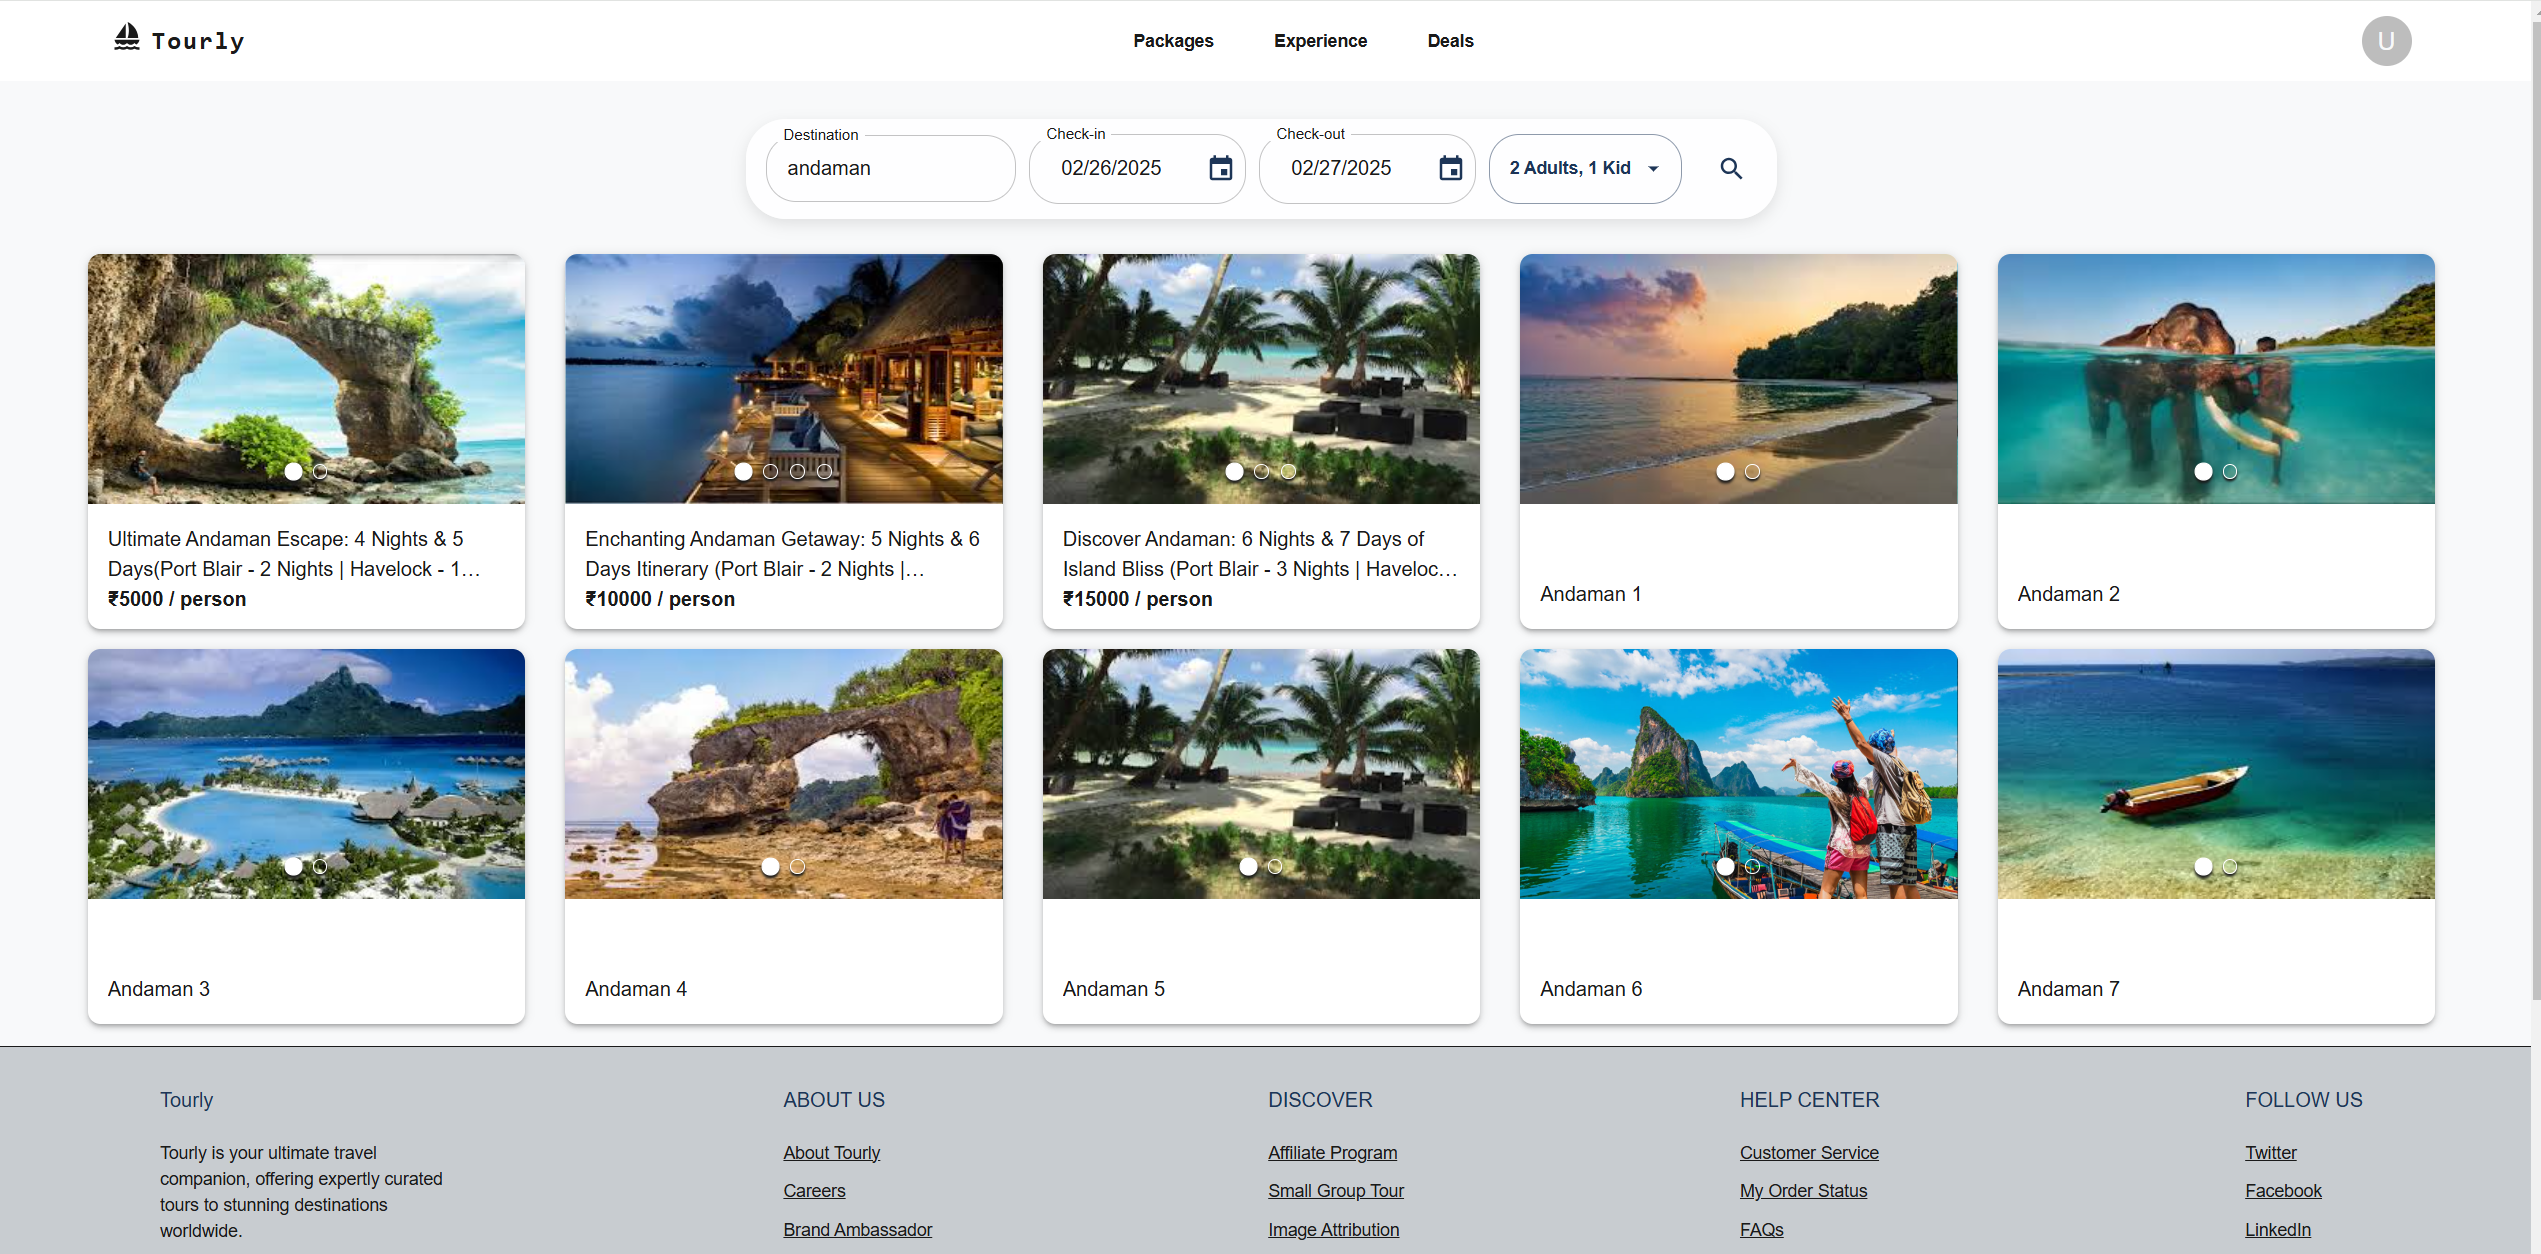 Tourly
Packages
Experience
Deals
U
Destination
Check-in
Check-out
andaman
02/26/2025
02/27/2025
2 Adults, 1 Kid
Ultimate Andaman Escape: 4 Nights & 5
Days(Port Blair - 2 Nights | Havelock - 1…
₹5000 / person
Enchanting Andaman Getaway: 5 Nights & 6
Days Itinerary (Port Blair - 2 Nights |…
₹10000 / person
Discover Andaman: 6 Nights & 7 Days of
Island Bliss (Port Blair - 3 Nights | Haveloc…
₹15000 / person
Andaman 1
Andaman 2
Andaman 3
Andaman 4
Andaman 5
Andaman 6
Andaman 7
Tourly
Tourly is your ultimate travel
companion, offering expertly curated
tours to stunning destinations
worldwide.
ABOUT US
About Tourly
Careers
Brand Ambassador
DISCOVER
Affiliate Program
Small Group Tour
Image Attribution
HELP CENTER
Customer Service
My Order Status
FAQs
FOLLOW US
Twitter
Facebook
LinkedIn